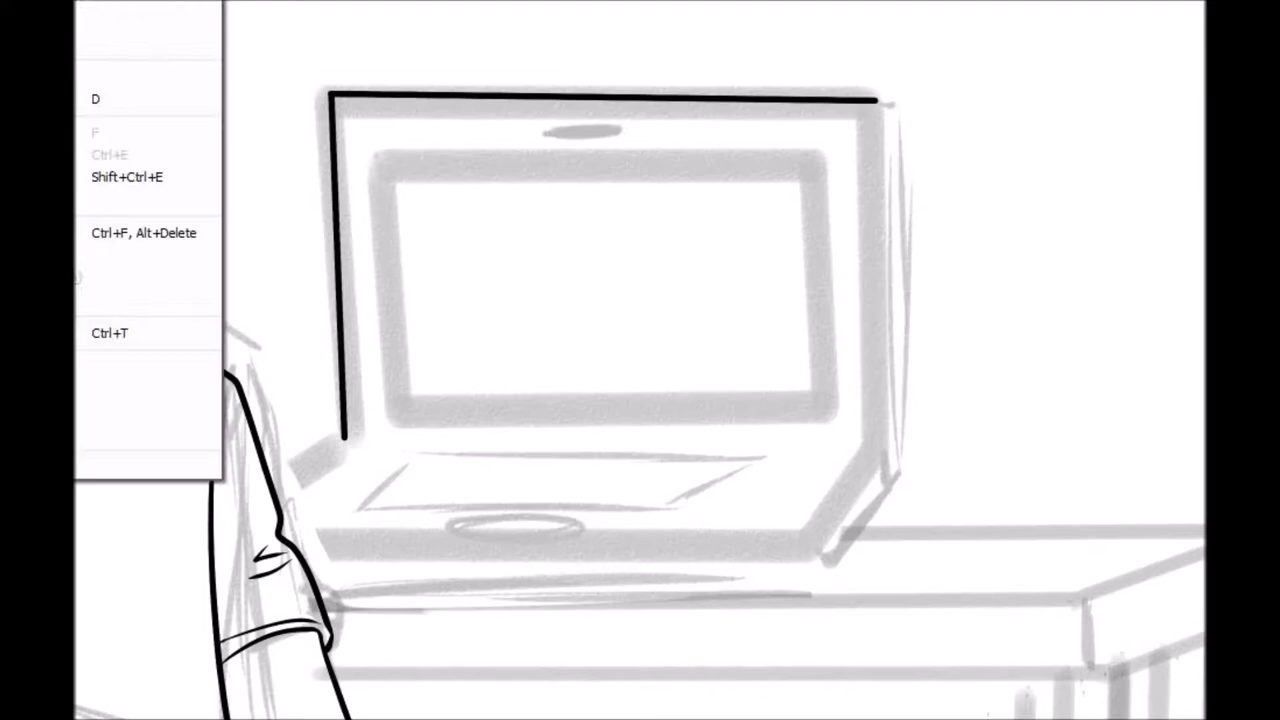 D
F
Ctrl+E
Shift+Ctrl+E
Ctrl+F, Alt+Delete
Ctrl+T